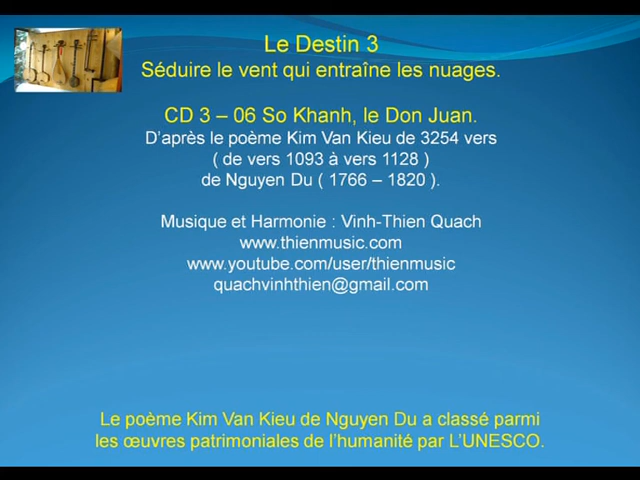 Le Destin 3
Séduire le vent qui entraîne les nuages.
CD 3 – 06 So Khanh, le Don Juan.
D'après le poème Kim Van Kieu de 3254 vers
( de vers 1093 à vers 1128 )
de Nguyen Du ( 1766 – 1820 ).
Musique et Harmonie : Vinh-Thien Quach
www.thienmusic.com
www.youtube.com/user/thienmusic
quachvinhthien@gmail.com
Le poème Kim Van Kieu de Nguyen Du a classé parmi
les œuvres patrimoniales de l'humanité par L'UNESCO.